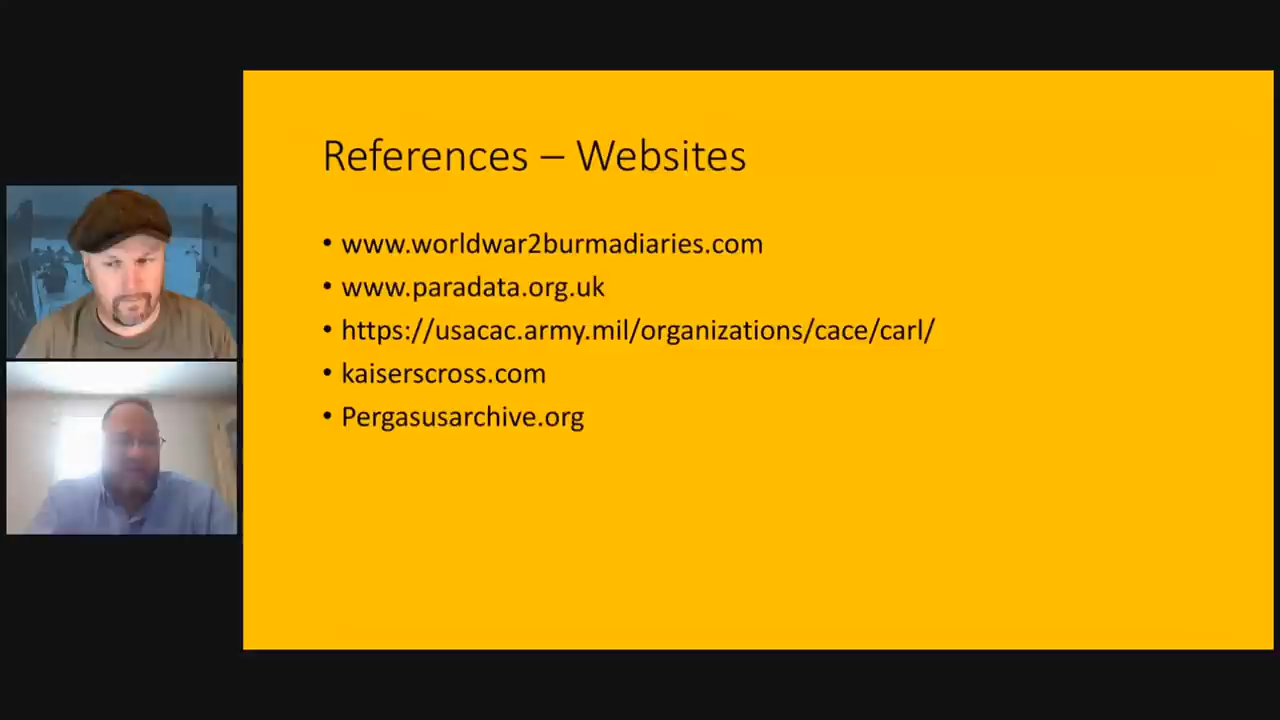 References – Websites
• www.worldwar2burmadiaries.com
• www.paradata.org.uk
• https://usacac.army.mil/organizations/cace/carl/
• kaiserscross.com
• Pergasusarchive.org